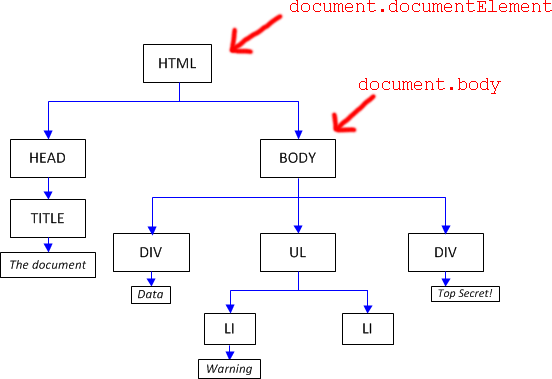 document.documentElement
HTML
document.body
HEAD
BODY
TITLE
The document
DIV
UL
DIV
Data
Top Secret!
LI
LI
Warning